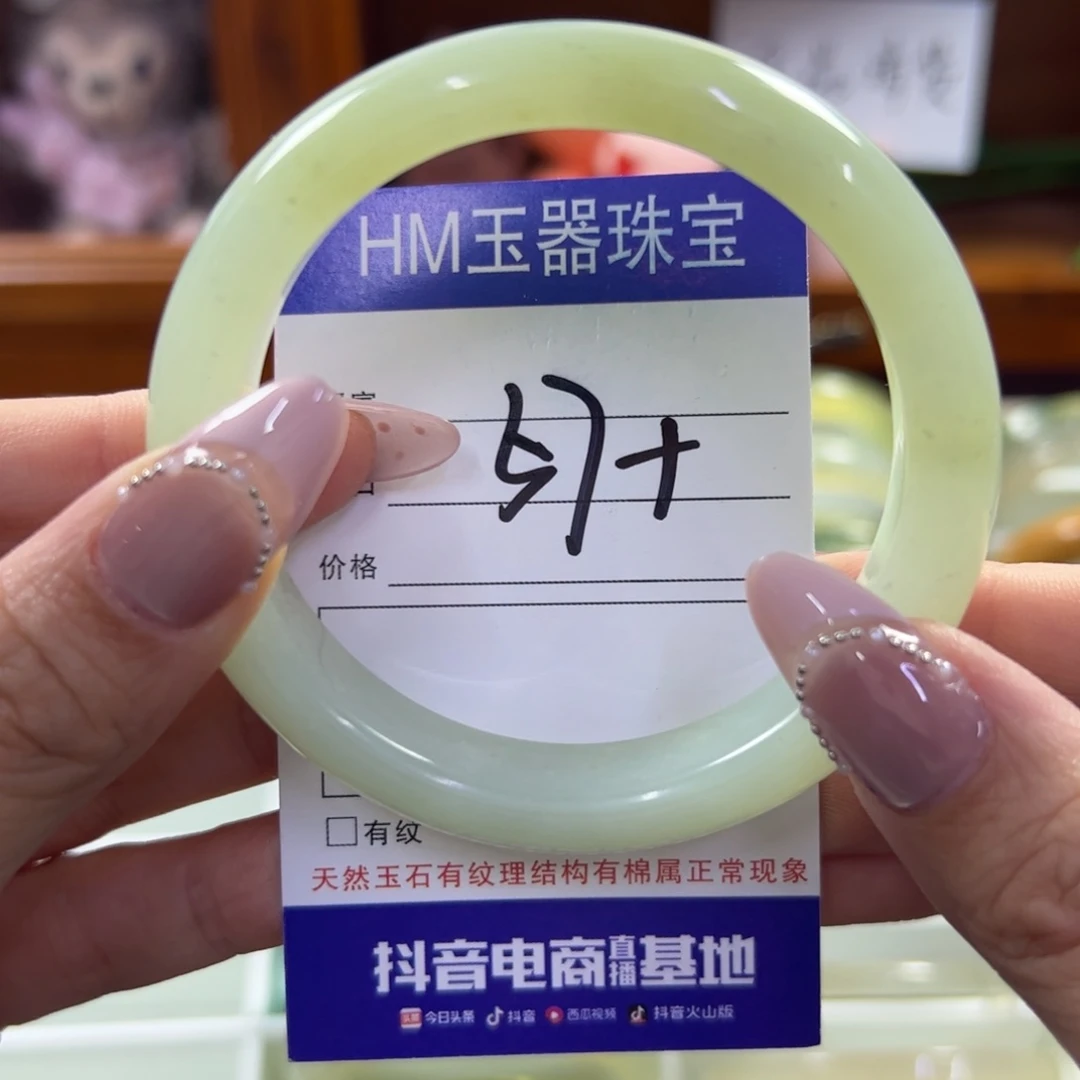 HM玉器珠宝
57+
价格
有纹
天然玉石有纹理结构有棉属正常现象
抖音电商直播基地
今日头条 抖音 西瓜视频 抖音火山版